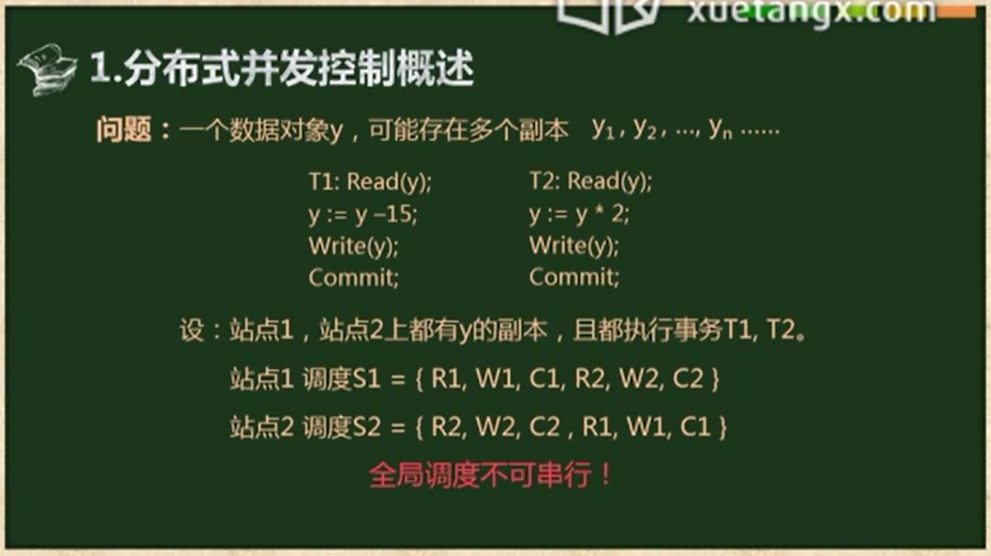 xuetangx.com
1.分布式并发控制概述
问题：一个数据对象y，可能存在多个副本 y1, y2, ..., yn ......
T1: Read(y); T2: Read(y);
y := y –15; y := y * 2;
Write(y); Write(y);
Commit; Commit;
设：站点1，站点2上都有y的副本，且都执行事务T1, T2。
站点1 调度S1 = { R1, W1, C1, R2, W2, C2 }
站点2 调度S2 = { R2, W2, C2 , R1, W1, C1 }
全局调度不可串行！